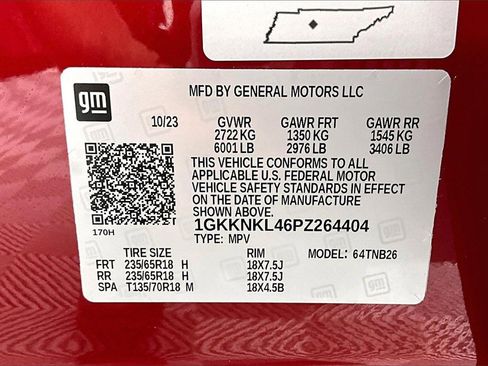 gm
MFD BY GENERAL MOTORS LLC
10/23 GVWR GAWR FRT GAWR RR
2722 KG 1350 KG 1545 KG
6001 LB 2976 LB 3406 LB
THIS VEHICLE CONFORMS TO ALL
APPLICABLE U.S. FEDERAL MOTOR
VEHICLE SAFETY STANDARDS IN EFFECT
ON THE DATE OF MANUFACTURE SHOWN
ABOVE.
170H 1GKKNKL46PZ264404
TYPE: MPV MODEL: 64TNB26
TIRE SIZE RIM
FRT 235/65R18 H 18X7.5J
RR 235/65R18 H 18X7.5J
SPA T135/70R18 M 18X4.5B